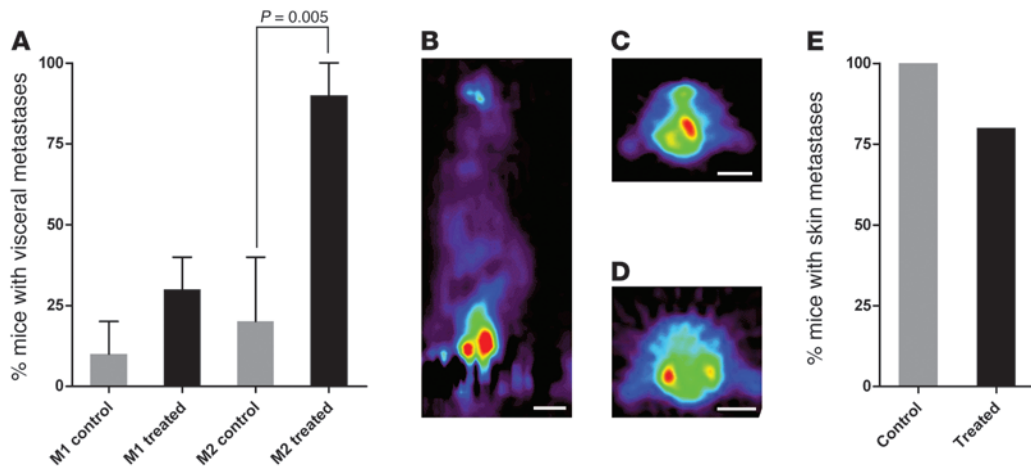 A
P = 0.005
% mice with visceral metastases
100
75
50
25
0
M1 control
M1 treated
M2 control
M2 treated
B
C
D
E
% mice with skin metastases
100
75
50
25
0
Control
Treated